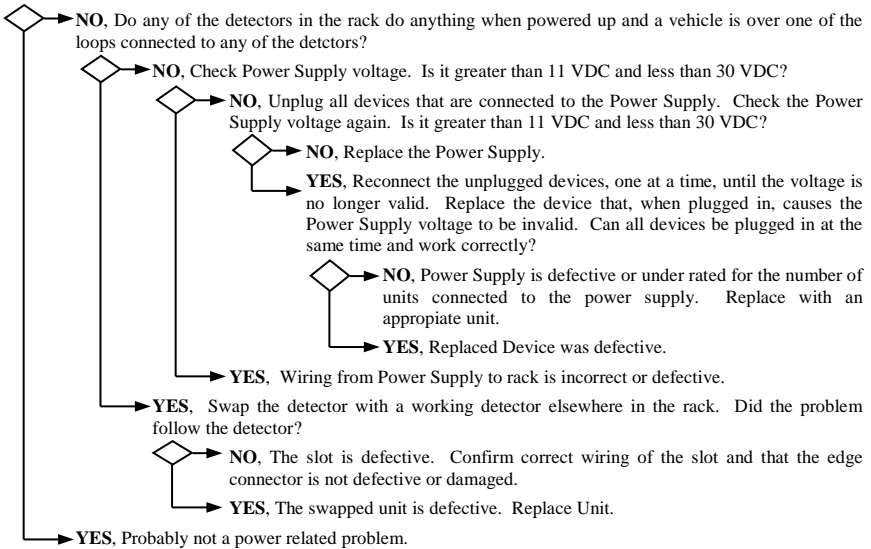 NO, Do any of the detectors in the rack do anything when powered up and a vehicle is over one of the
loops connected to any of the detctors?
NO, Check Power Supply voltage. Is it greater than 11 VDC and less than 30 VDC?
NO, Unplug all devices that are connected to the Power Supply. Check the Power
Supply voltage again. Is it greater than 11 VDC and less than 30 VDC?
NO, Replace the Power Supply.
YES, Reconnect the unplugged devices, one at a time, until the voltage is
no longer valid. Replace the device that, when plugged in, causes the
Power Supply voltage to be invalid. Can all devices be plugged in at the
same time and work correctly?
NO, Power Supply is defective or under rated for the number of
units connected to the power supply. Replace with an
appropiate unit.
YES, Replaced Device was defective.
YES, Wiring from Power Supply to rack is incorrect or defective.
YES, Swap the detector with a working detector elsewhere in the rack. Did the problem
follow the detector?
NO, The slot is defective. Confirm correct wiring of the slot and that the edge
connector is not defective or damaged.
YES, The swapped unit is defective. Replace Unit.
YES, Probably not a power related problem.